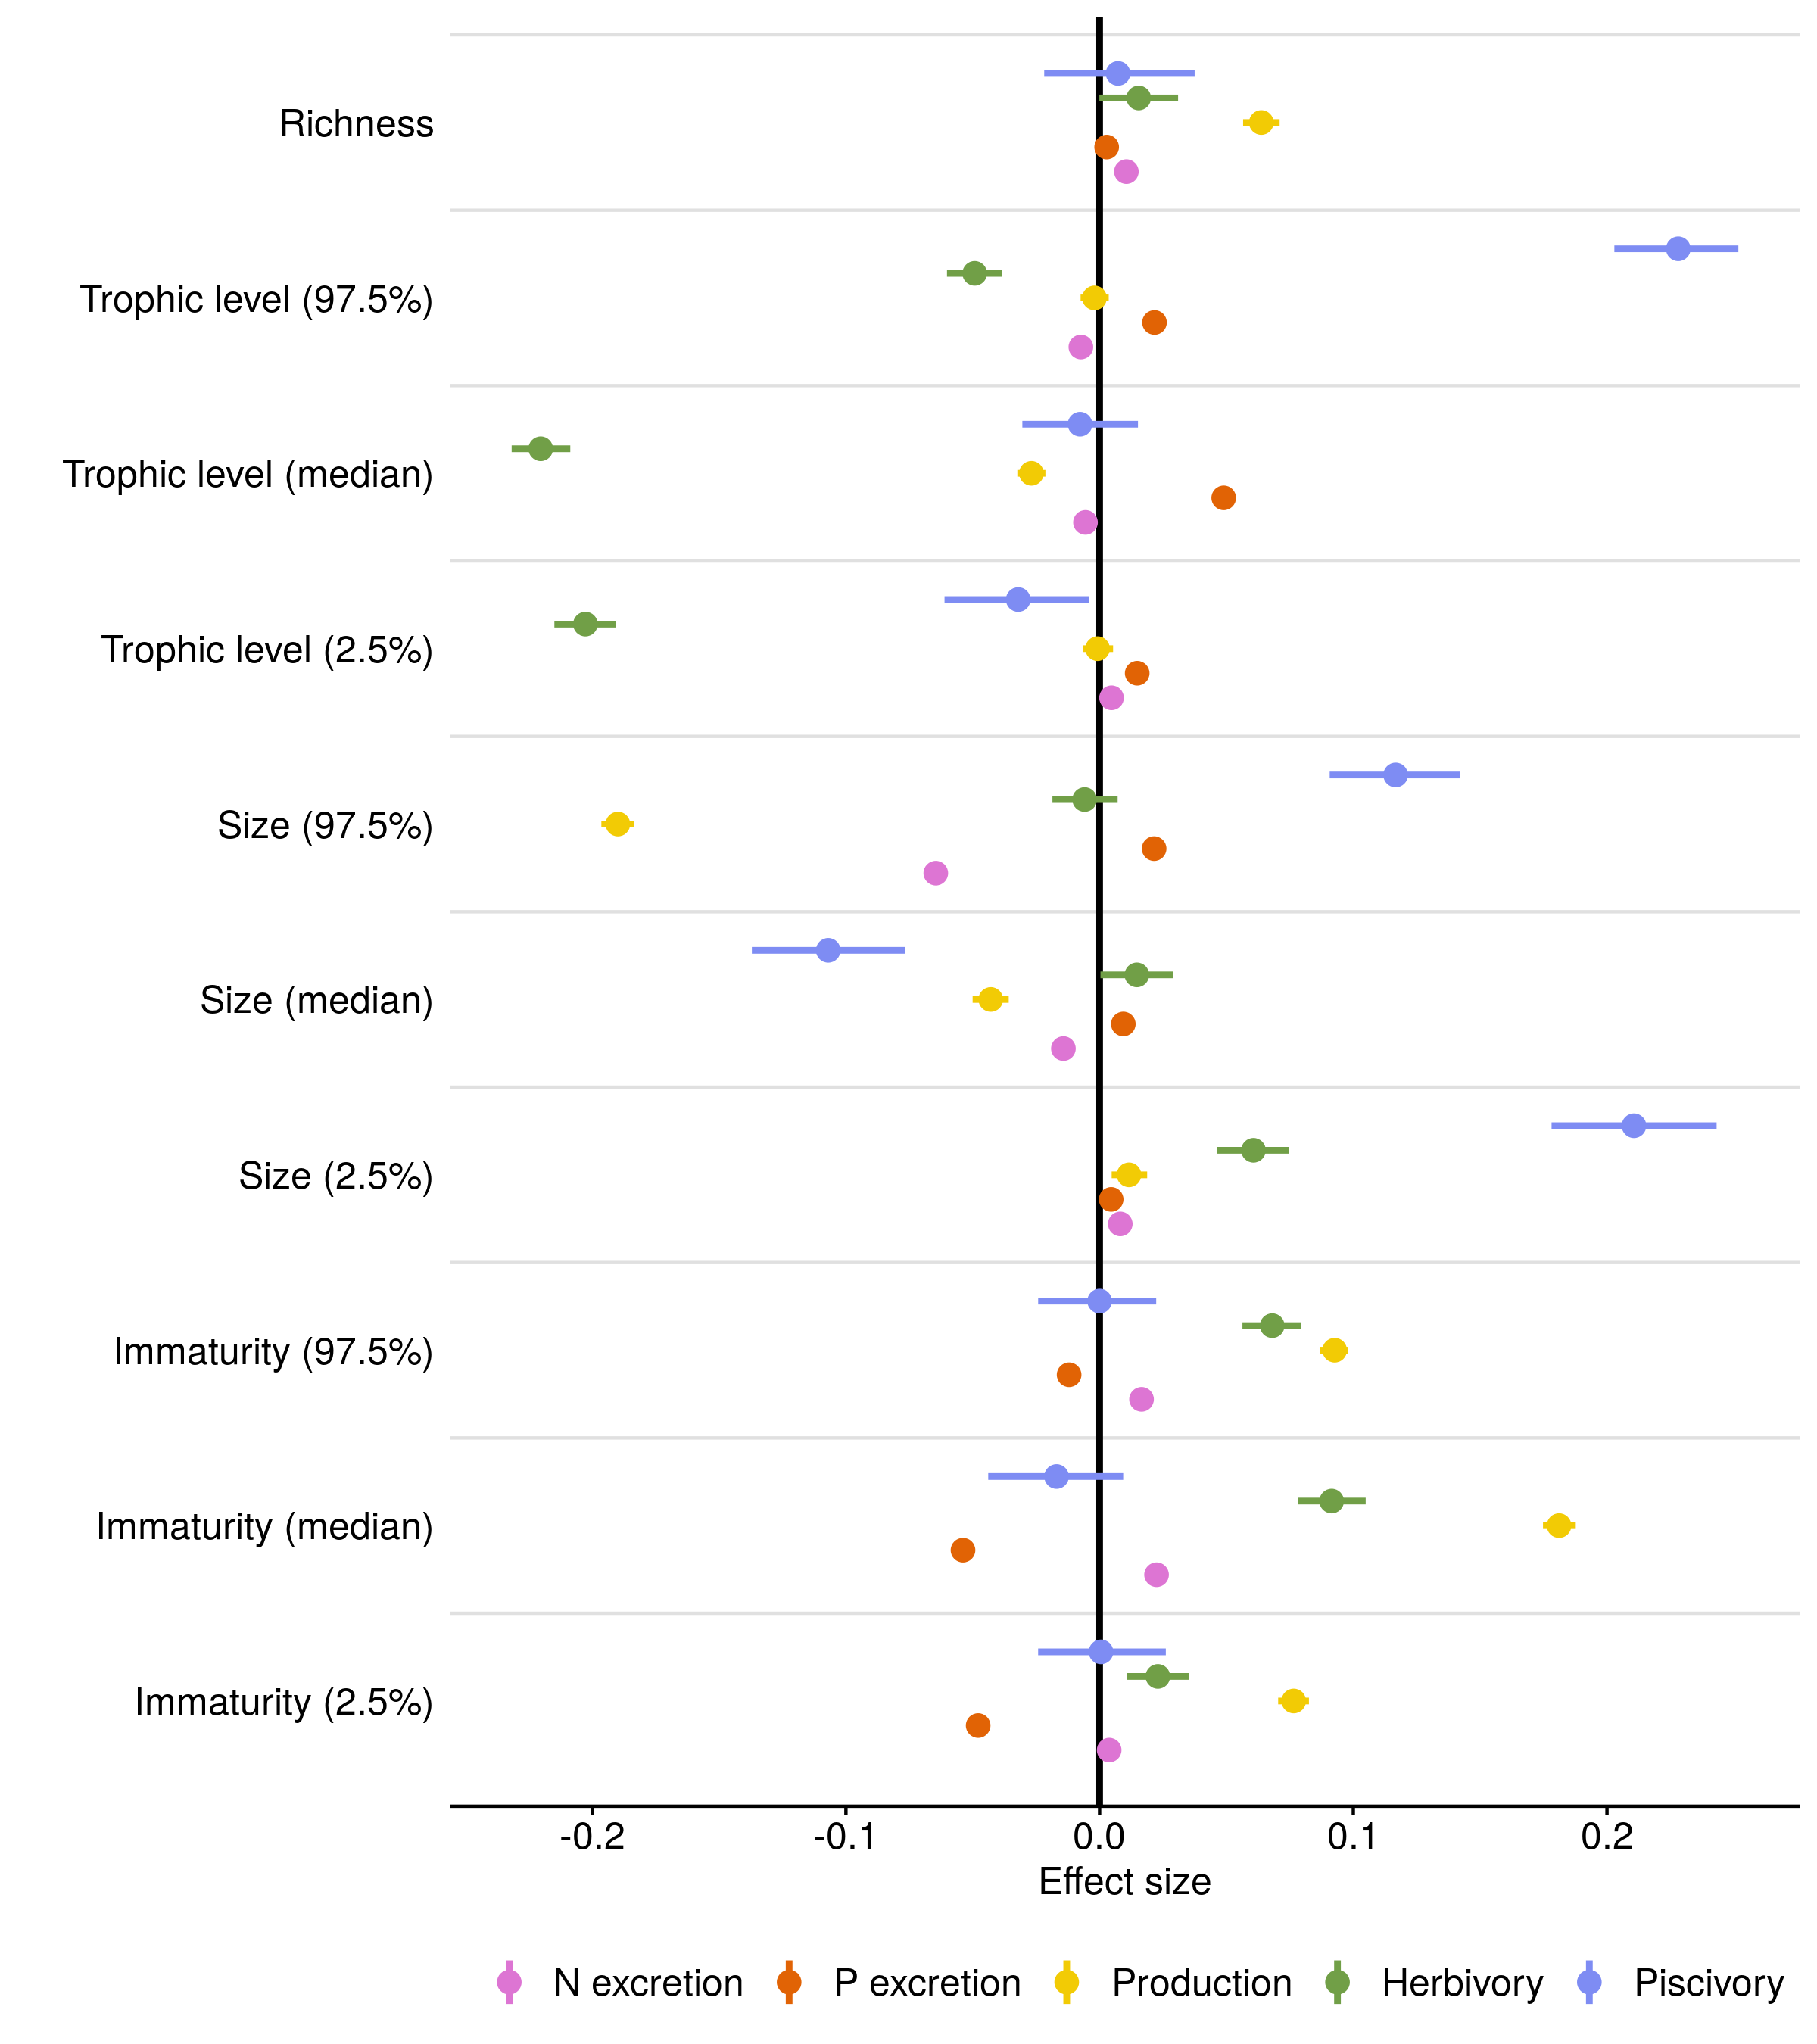 Richness
Trophic level (97.5%)
Trophic level (median)
Trophic level (2.5%)
Size (97.5%)
Size (median)
Size (2.5%)
Immaturity (97.5%)
Immaturity (median)
Immaturity (2.5%)
-0.2 -0.1 0.0 0.1 0.2
Effect size
N excretion P excretion Production Herbivory Piscivory